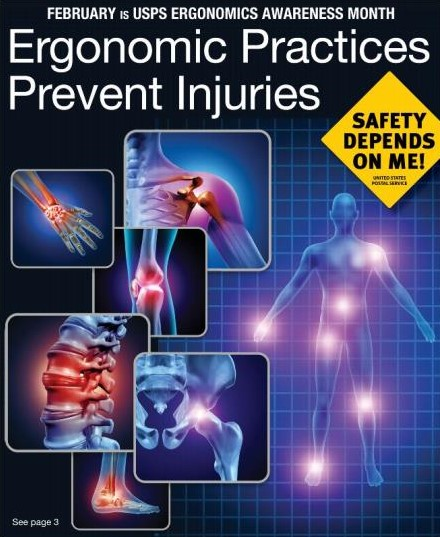 FEBRUARY IS USPS ERGONOMICS AWARENESS MONTH
Ergonomic Practices
Prevent Injuries
SAFETY
DEPENDS
ON ME!
UNITED STATES
POSTAL SERVICE
See page 3